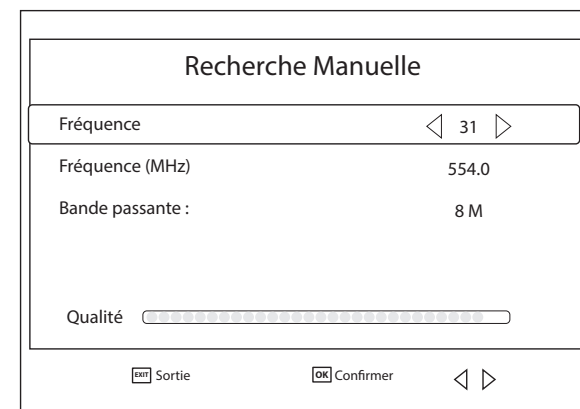 Recherche Manuelle
Fréquence 31
Fréquence (MHz) 554.0
Bande passante : 8 M
Qualité
EXIT Sortie OK Confirmer